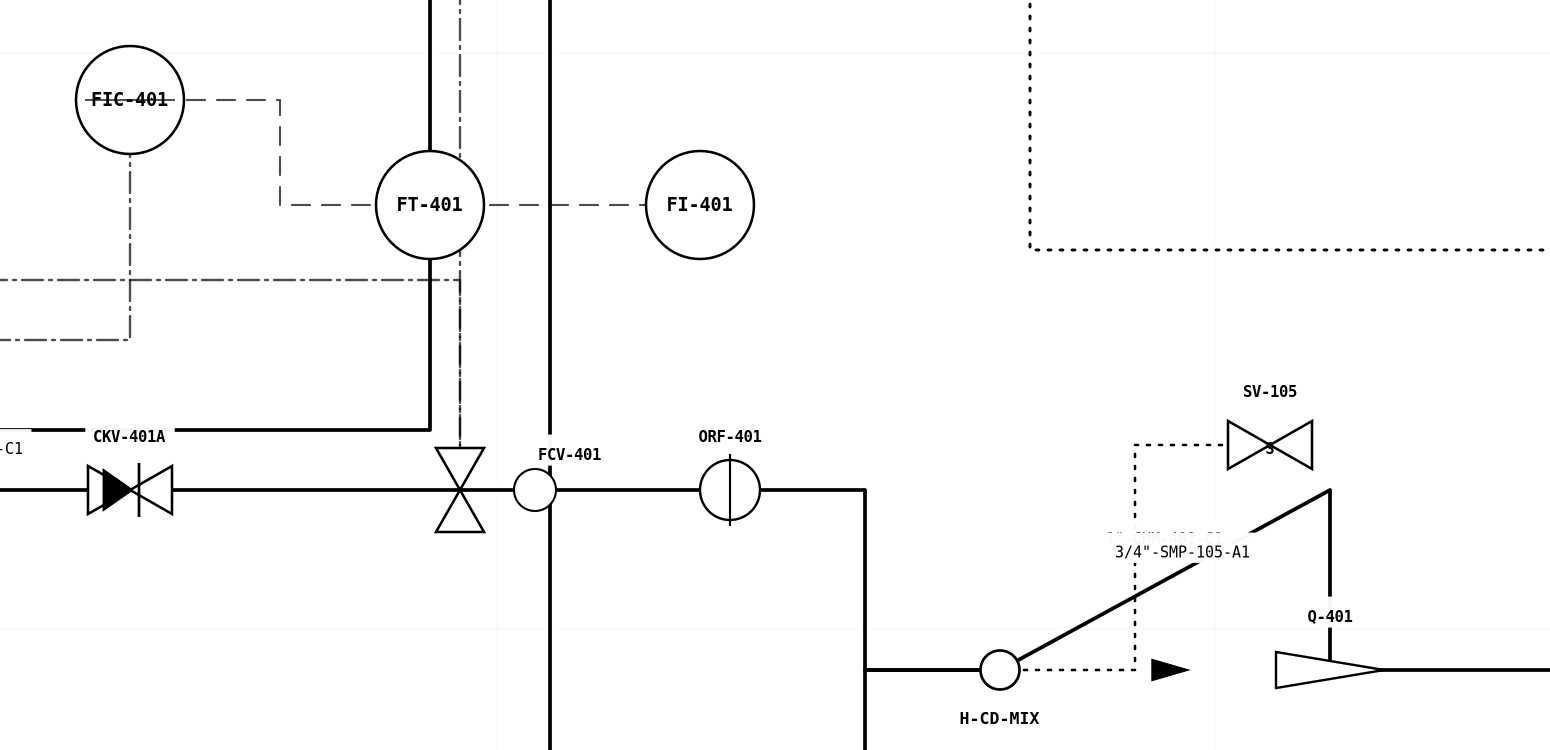 FIC-401
FT-401
FI-401
SV-105
S
-C1
CKV-401A
FCV-401
ORF-401
3/4"-SMP-105-A1
Q-401
H-CD-MIX